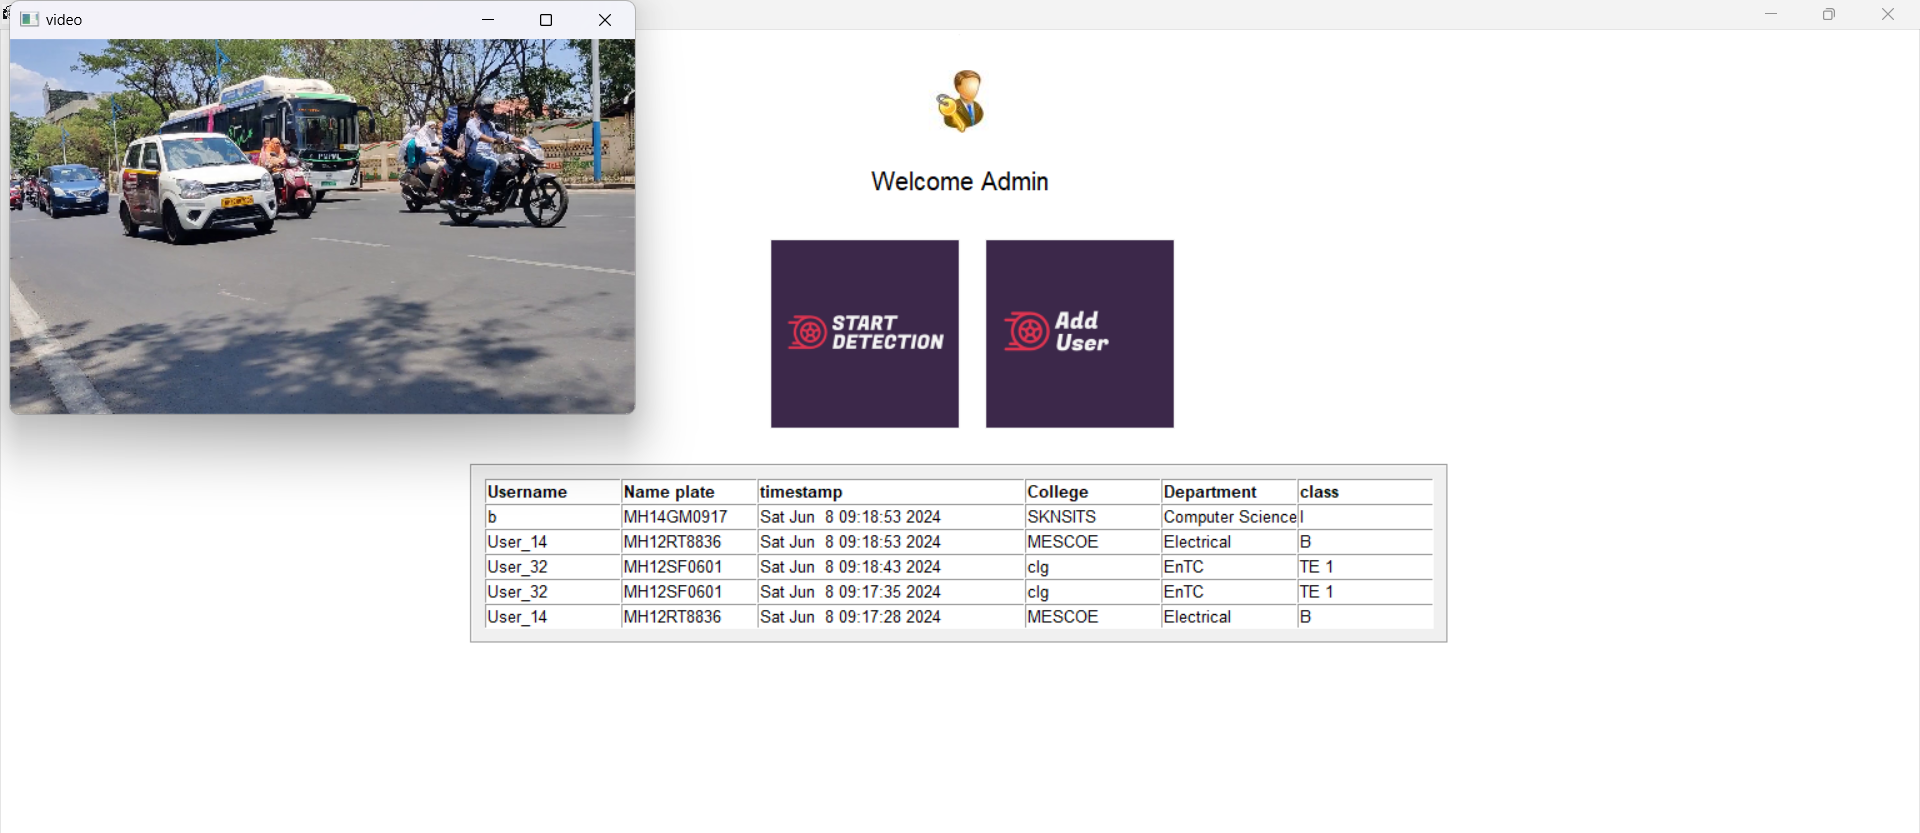 video
Welcome Admin
START
DETECTION
Add
User
Username Name plate timestamp College Department class
b MH14GM0917 Sat Jun 8 09:18:53 2024 SKNSITS Computer Science I
User_14 MH12RT8836 Sat Jun 8 09:18:53 2024 MESCOE Electrical B
User_32 MH12SF0601 Sat Jun 8 09:18:43 2024 clg EnTC TE 1
User_32 MH12SF0601 Sat Jun 8 09:17:35 2024 clg EnTC TE 1
User_14 MH12RT8836 Sat Jun 8 09:17:28 2024 MESCOE Electrical B